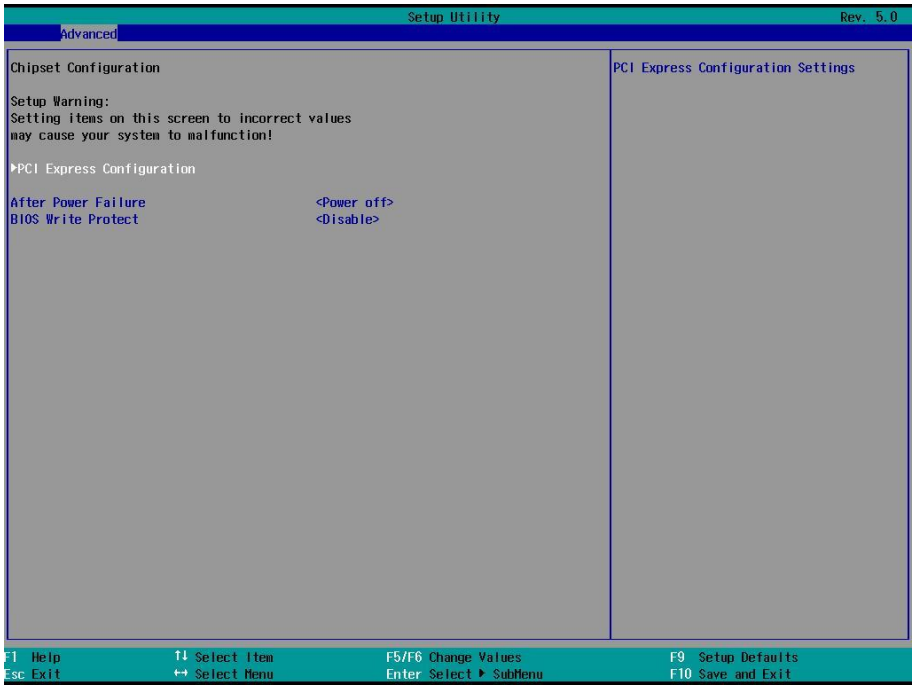 Setup Utility Rev. 5.0
Advanced
Chipset Configuration
PCI Express Configuration Settings
Setup Warning:
Setting items on this screen to incorrect values
may cause your system to malfunction!
▶PCI Express Configuration
After Power Failure <Power off>
BIOS Write Protect <Disable>
F1 Help ↑↓ Select Item F5/F6 Change Values F9 Setup Defaults
Esc Exit ↔ Select Menu Enter Select ▶ SubMenu F10 Save and Exit